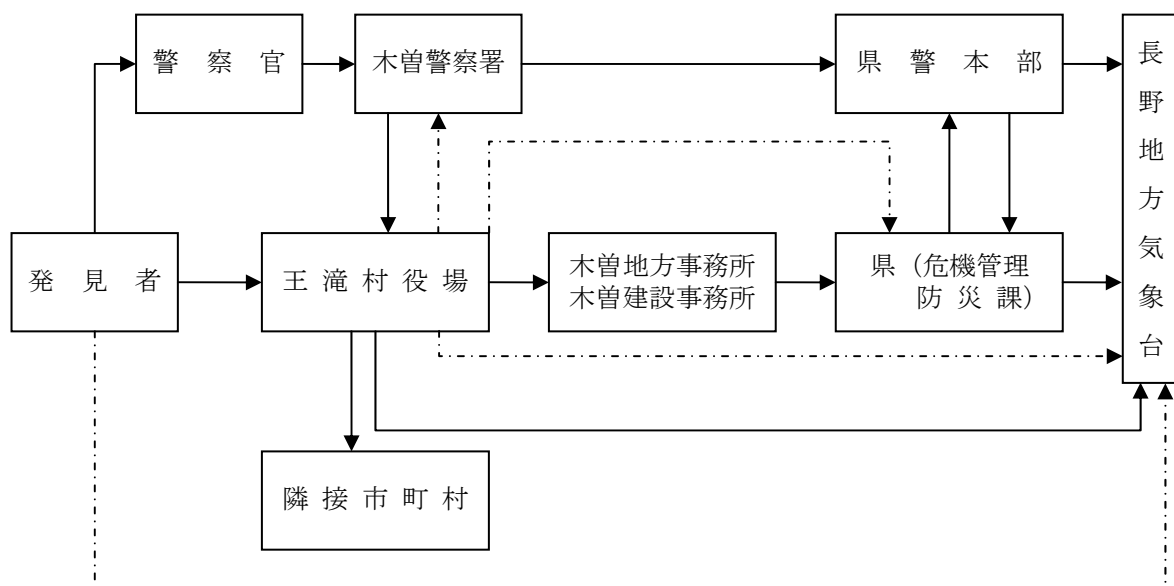 警察官
木曽警察署
県警本部
長野地方気象台
発見者
王滝村役場
木曽地方事務所
木曽建設事務所
県(危機管理
防災課)
隣接市町村